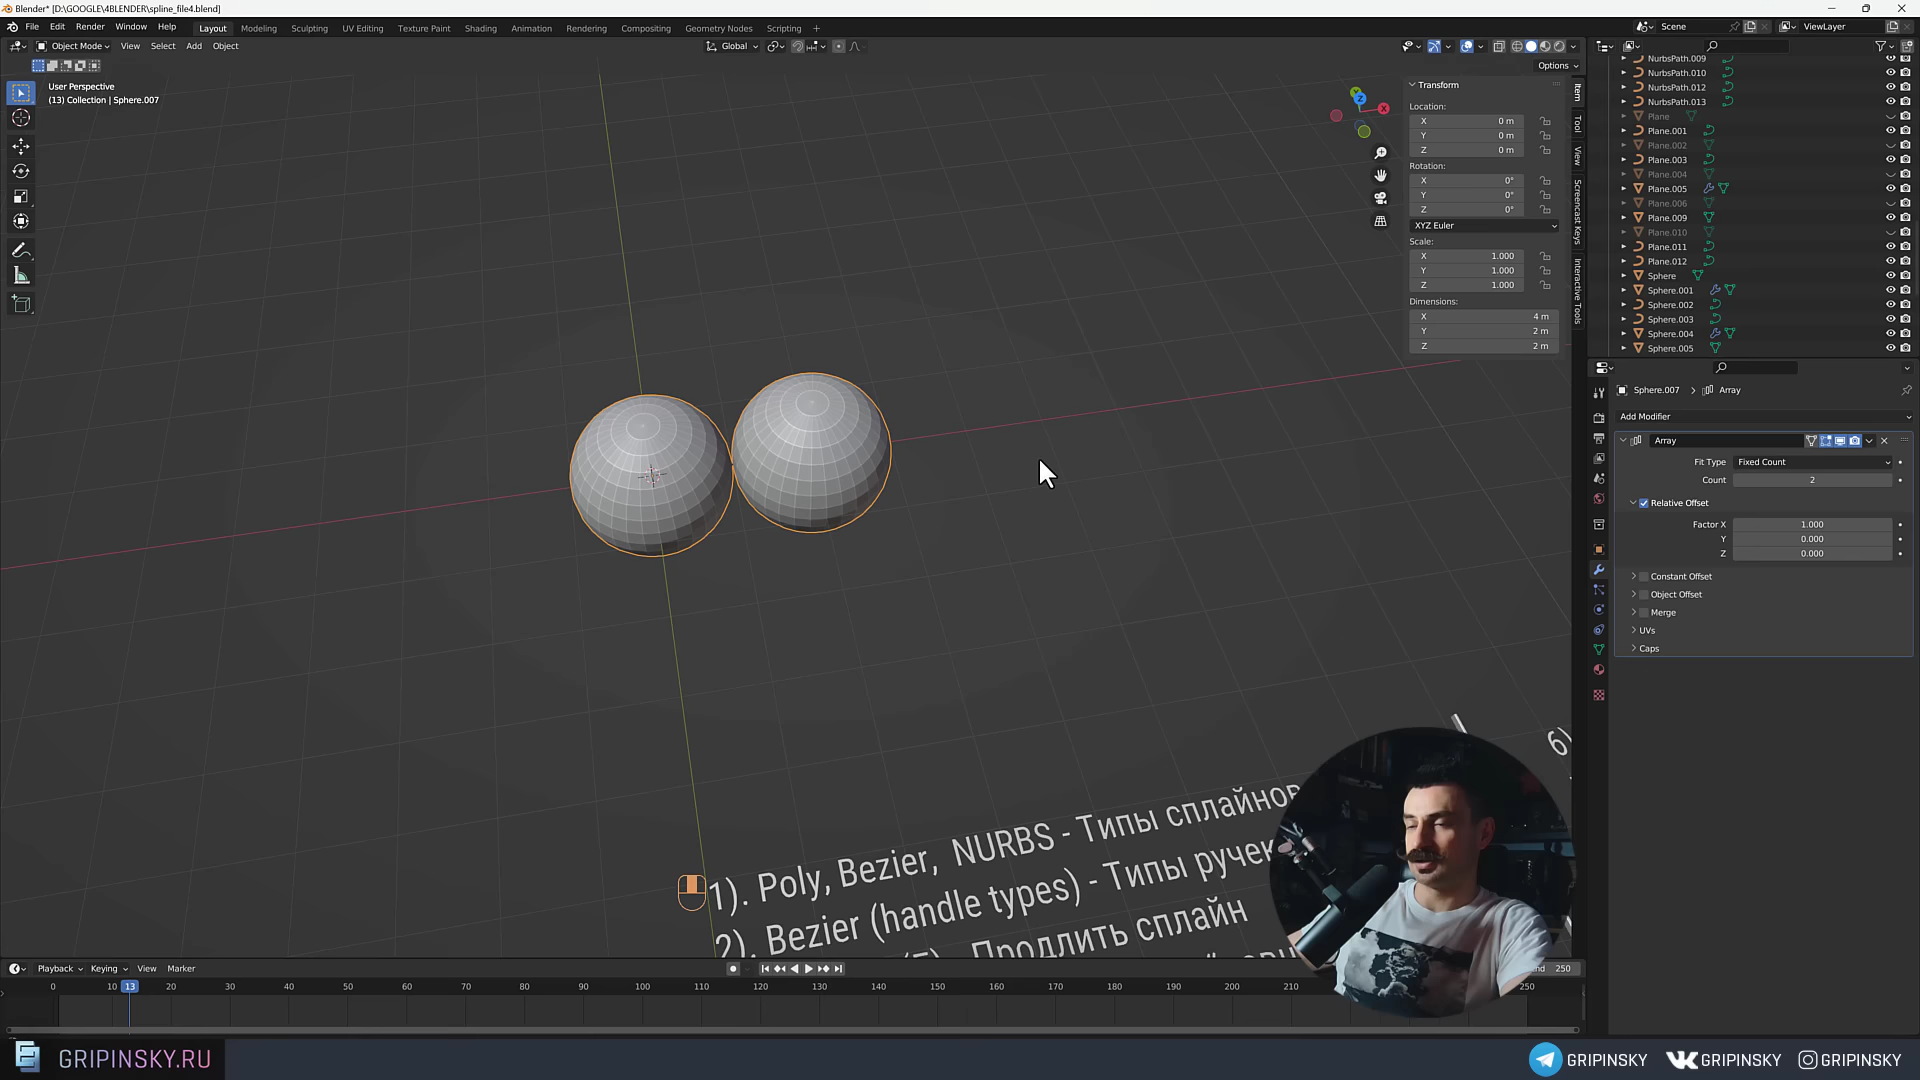 Blender* [D:\GOOGLE\4BLENDER\spline_file4.blend]
File Edit Render Window Help Layout Modeling Sculpting UV Editing Texture Paint Shading Animation Rendering Compositing Geometry Nodes Scripting + Scene ViewLayer
Object Mode View Select Add Object Global
Options
User Perspective
(13) Collection | Sphere.007
Transform
Location:
X 0 m
Y 0 m
Z 0 m
Rotation:
X 0°
Y 0°
Z 0°
XYZ Euler
Scale:
X 1.000
Y 1.000
Z 1.000
Dimensions:
X 4 m
Y 2 m
Z 2 m
Item
Tool
View
Screencast Keys
Interactive Tools
NurbsPath.009
NurbsPath.010
NurbsPath.012
NurbsPath.013
Plane
Plane.001
Plane.002
Plane.003
Plane.004
Plane.005
Plane.006
Plane.009
Plane.010
Plane.011
Plane.012
Sphere
Sphere.001
Sphere.002
Sphere.003
Sphere.004
Sphere.005
Sphere.007 > Array
Add Modifier
Array
Fit Type Fixed Count
Count 2
Relative Offset
Factor X 1.000
Y 0.000
Z 0.000
Constant Offset
Object Offset
Merge
UVs
Caps
6)
1). Poly, Bezier, NURBS - Типы сплайнов
2). Bezier (handle types) - Типы ручек
Продлить сплайн
Playback Keying View Marker
250
0 10 13 20 30 40 50 60 70 80 90 100 110 120 130 140 150 160 170 180 190 200 210 250
GRIPINSKY.RU
GRIPINSKY GRIPINSKY GRIPINSKY